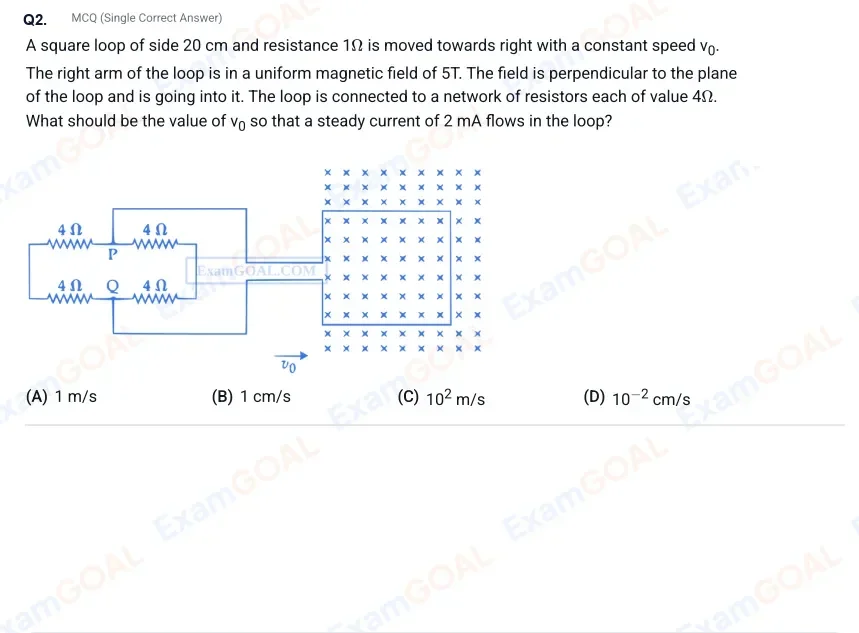 Q2. MCQ (Single Correct Answer)
A square loop of side 20 cm and resistance 1Ω is moved towards right with a constant speed v₀.
The right arm of the loop is in a uniform magnetic field of 5T. The field is perpendicular to the plane
of the loop and is going into it. The loop is connected to a network of resistors each of value 4Ω.
What should be the value of v₀ so that a steady current of 2 mA flows in the loop?
4 Ω 4 Ω
P
4 Ω Q 4 Ω
ExamGOAL.COM
v₀
(A) 1 m/s (B) 1 cm/s (C) 10² m/s (D) 10⁻² cm/s